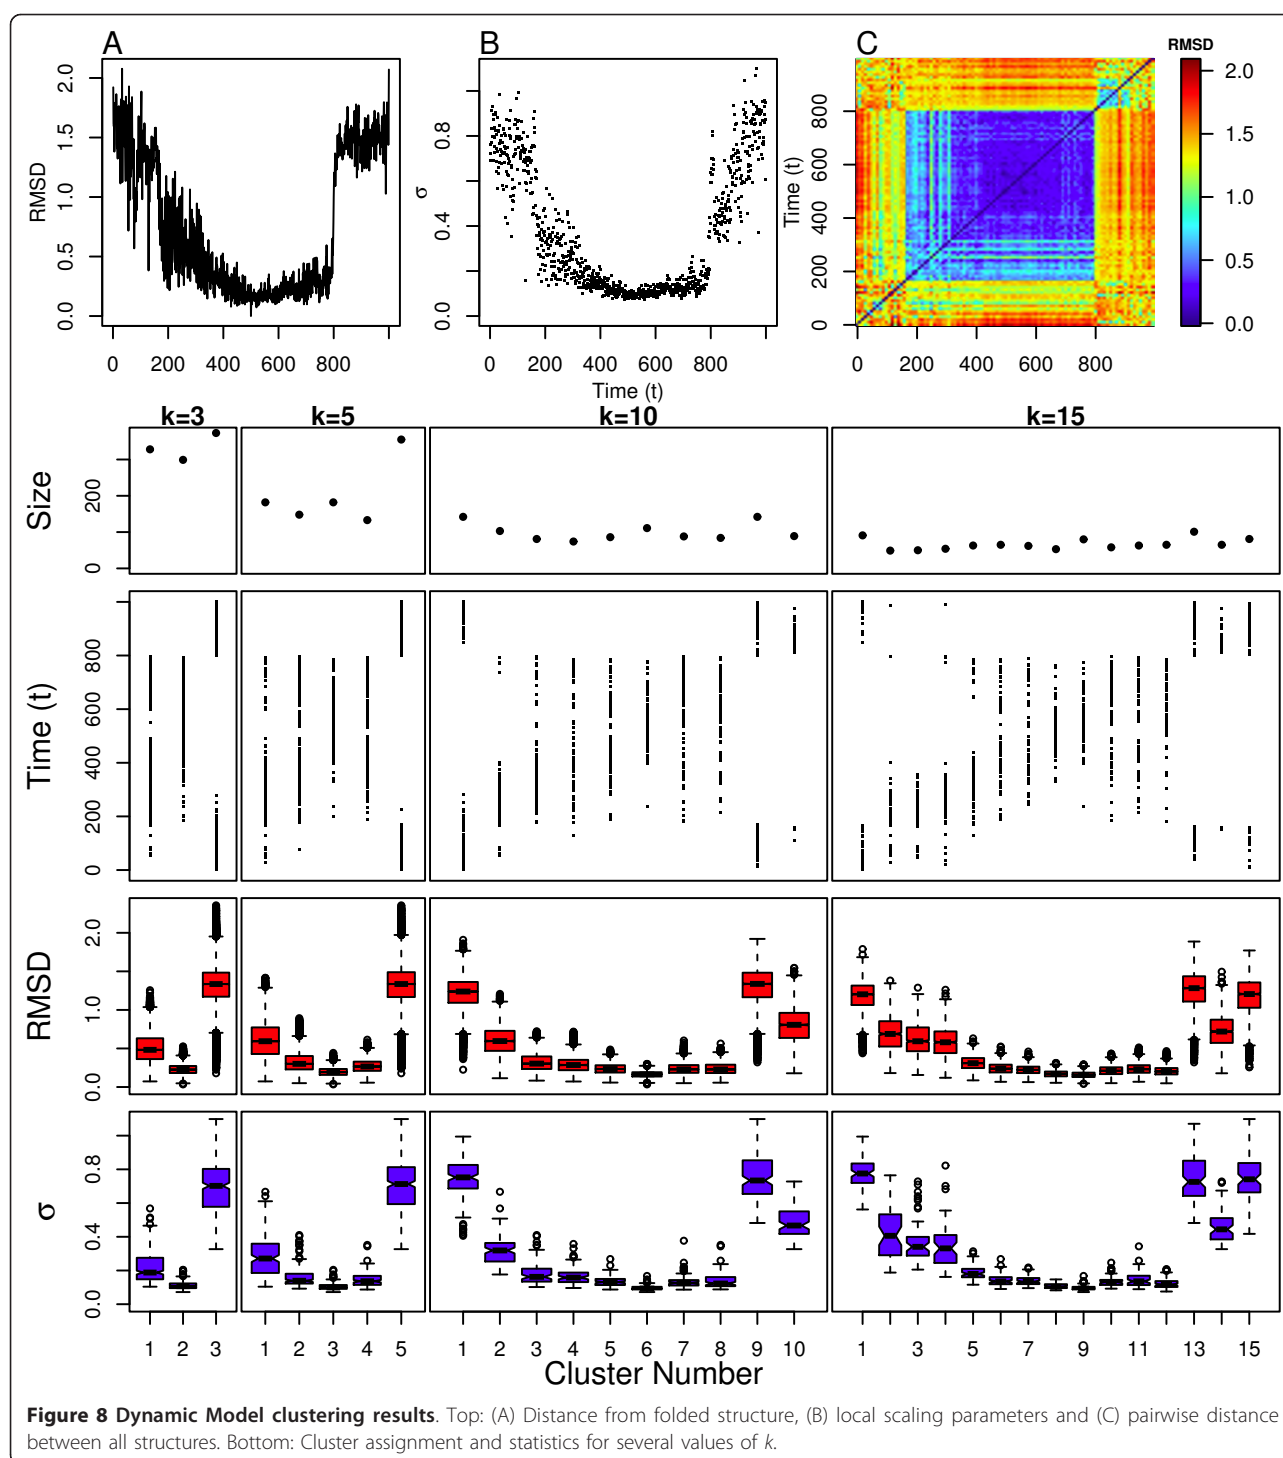 A
B
C
RMSD
2.0
1.5
1.0
0.5
0.0
RMSD
0 200 400 600 800
0.8
0.4
0.0
σ
0 200 400 600 800
Time (t)
800
600
400
200
0
Time (t)
0 200 400 600 800
2.0
1.5
1.0
0.5
0.0
k=3 k=5 k=10 k=15
Size
200
0
Time (t)
800
600
400
200
0
RMSD
2.0
1.0
0.0
σ
0.8
0.4
0.0
1 2 3 1 2 3 4 5 1 2 3 4 5 6 7 8 9 10 1 3 5 7 9 11 13 15
Cluster Number
Figure 8 Dynamic Model clustering results. Top: (A) Distance from folded structure, (B) local scaling parameters and (C) pairwise distance
between all structures. Bottom: Cluster assignment and statistics for several values of k.